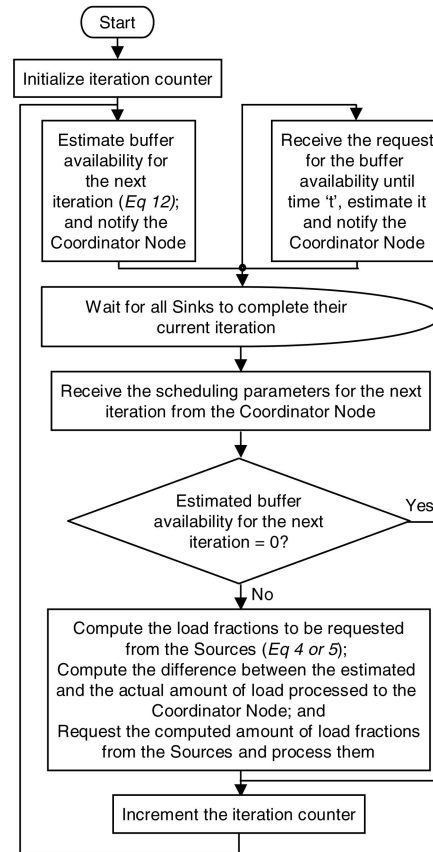 Start
Initialize iteration counter
Estimate buffer
availability for
the next
iteration (Eq 12);
and notify the
Coordinator Node
Receive the request
for the buffer
availability until
time ‘t’, estimate it
and notify the
Coordinator Node
Wait for all Sinks to complete their
current iteration
Receive the scheduling parameters for the next
iteration from the Coordinator Node
Estimated buffer
availability for the next
iteration = 0?
Yes
No
Compute the load fractions to be requested
from the Sources (Eq 4 or 5);
Compute the difference between the estimated
and the actual amount of load processed to the
Coordinator Node; and
Request the computed amount of load fractions
from the Sources and process them
Increment the iteration counter